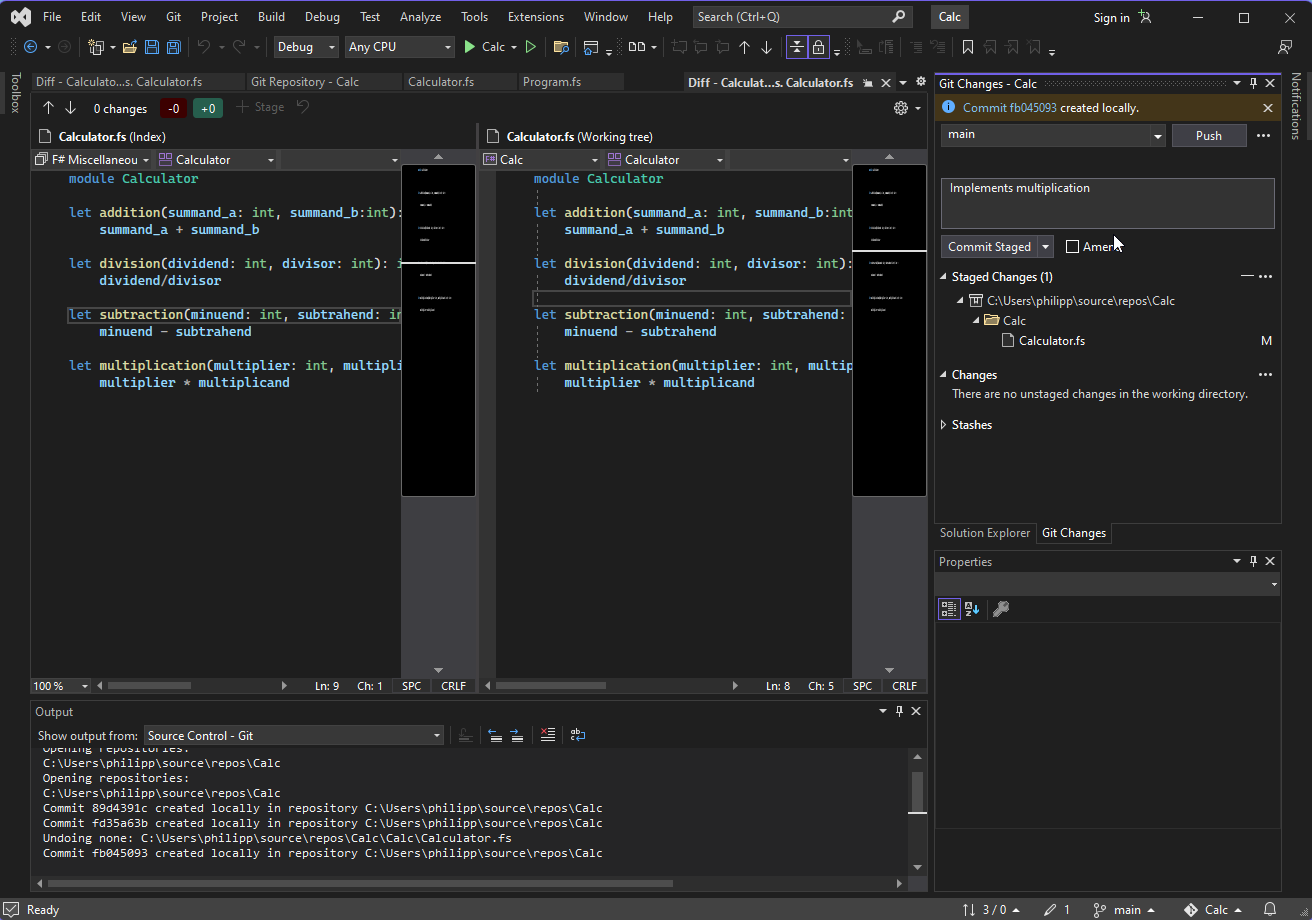 File Edit View Git Project Build Debug Test Analyze Tools Extensions Window Help Search (Ctrl+Q) Calc Sign in
Debug Any CPU Calc
Toolbox
Diff - Calculato...s. Calculator.fs Git Repository - Calc Calculator.fs Program.fs Diff - Calculat...s. Calculator.fs
0 changes -0 +0 Stage
Calculator.fs (Index)
F# Miscellaneou Calculator
module Calculator
let addition(summand_a: int, summand_b:int):
summand_a + summand_b
let division(dividend: int, divisor: int): i
dividend/divisor
let subtraction(minuend: int, subtrahend: in
minuend - subtrahend
let multiplication(multiplier: int, multipli
multiplier * multiplicand
100 % Ln: 9 Ch: 1 SPC CRLF
Calculator.fs (Working tree)
F# Calc Calculator
module Calculator
let addition(summand_a: int, summand_b:int
summand_a + summand_b
let division(dividend: int, divisor: int):
dividend/divisor
let subtraction(minuend: int, subtrahend:
minuend - subtrahend
let multiplication(multiplier: int, multip
multiplier * multiplicand
Ln: 8 Ch: 5 SPC CRLF
Output
Show output from: Source Control - Git
Opening repositories:
C:\Users\philipp\source\repos\Calc
Opening repositories:
C:\Users\philipp\source\repos\Calc
Commit 89d4391c created locally in repository C:\Users\philipp\source\repos\Calc
Commit fd35a63b created locally in repository C:\Users\philipp\source\repos\Calc
Undoing none: C:\Users\philipp\source\repos\Calc\Calc\Calculator.fs
Commit fb045093 created locally in repository C:\Users\philipp\source\repos\Calc
Git Changes - Calc
Commit fb045093 created locally.
main Push
Implements multiplication
Commit Staged Amen
Staged Changes (1)
C:\Users\philipp\source\repos\Calc
Calc
Calculator.fs M
Changes
There are no unstaged changes in the working directory.
Stashes
Solution Explorer Git Changes
Properties
Notifications
Ready 3 / 0 1 main Calc